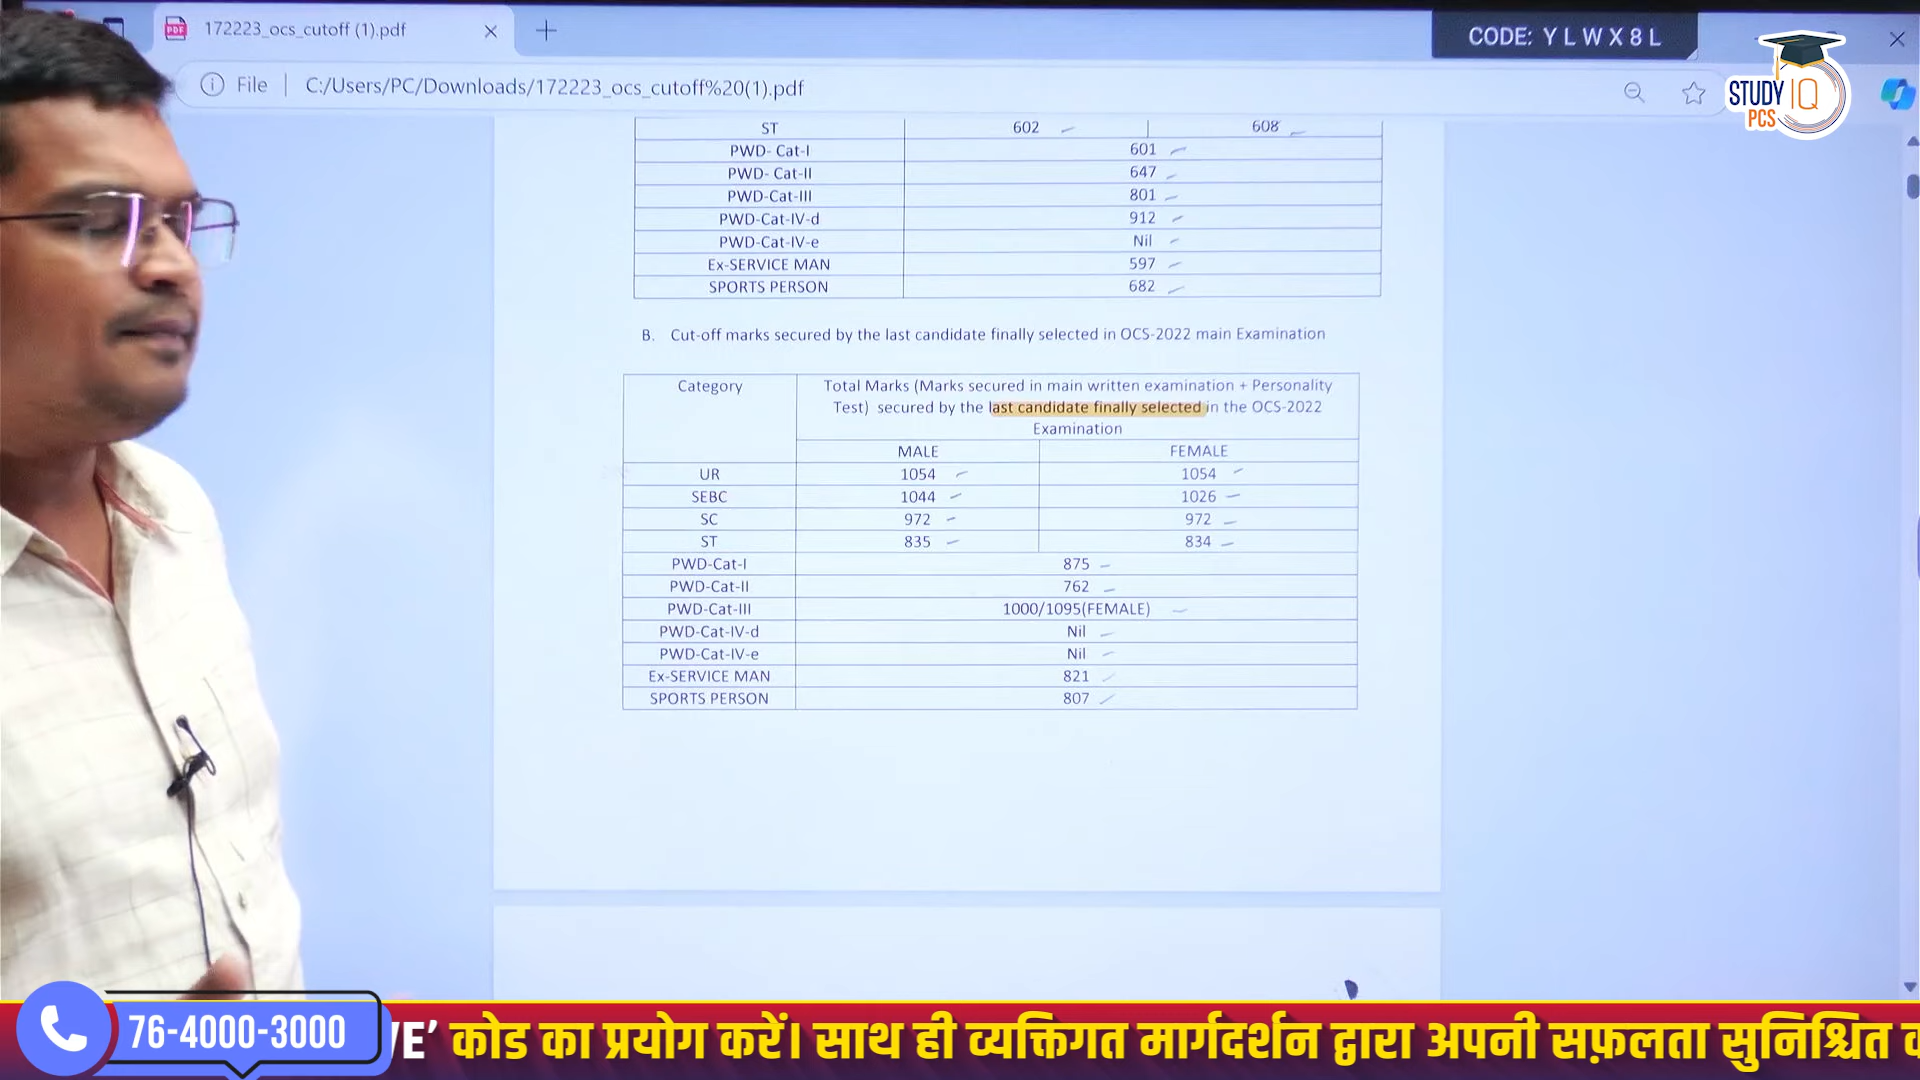 172223_ocs_cutoff (1).pdf
CODE: Y L W X 8 L
File C:/Users/PC/Downloads/172223_ocs_cutoff%20(1).pdf
STUDY IQ
PCS
ST 602 608
PWD- Cat-I 601
PWD- Cat-II 647
PWD-Cat-III 801
PWD-Cat-IV-d 912
PWD-Cat-IV-e Nil
Ex-SERVICE MAN 597
SPORTS PERSON 682
B. Cut-off marks secured by the last candidate finally selected in OCS-2022 main Examination
Category
Total Marks (Marks secured in main written examination + Personality
Test) secured by the last candidate finally selected in the OCS-2022
Examination
MALE FEMALE
UR 1054 1054
SEBC 1044 1026
SC 972 972
ST 835 834
PWD-Cat-I 875
PWD-Cat-II 762
PWD-Cat-III 1000/1095(FEMALE)
PWD-Cat-IV-d Nil
PWD-Cat-IV-e Nil
Ex-SERVICE MAN 821
SPORTS PERSON 807
76-4000-3000
कोड का प्रयोग करें। साथ ही व्यक्तिगत मार्गदर्शन द्वारा अपनी सफ़लता सुनिश्चित